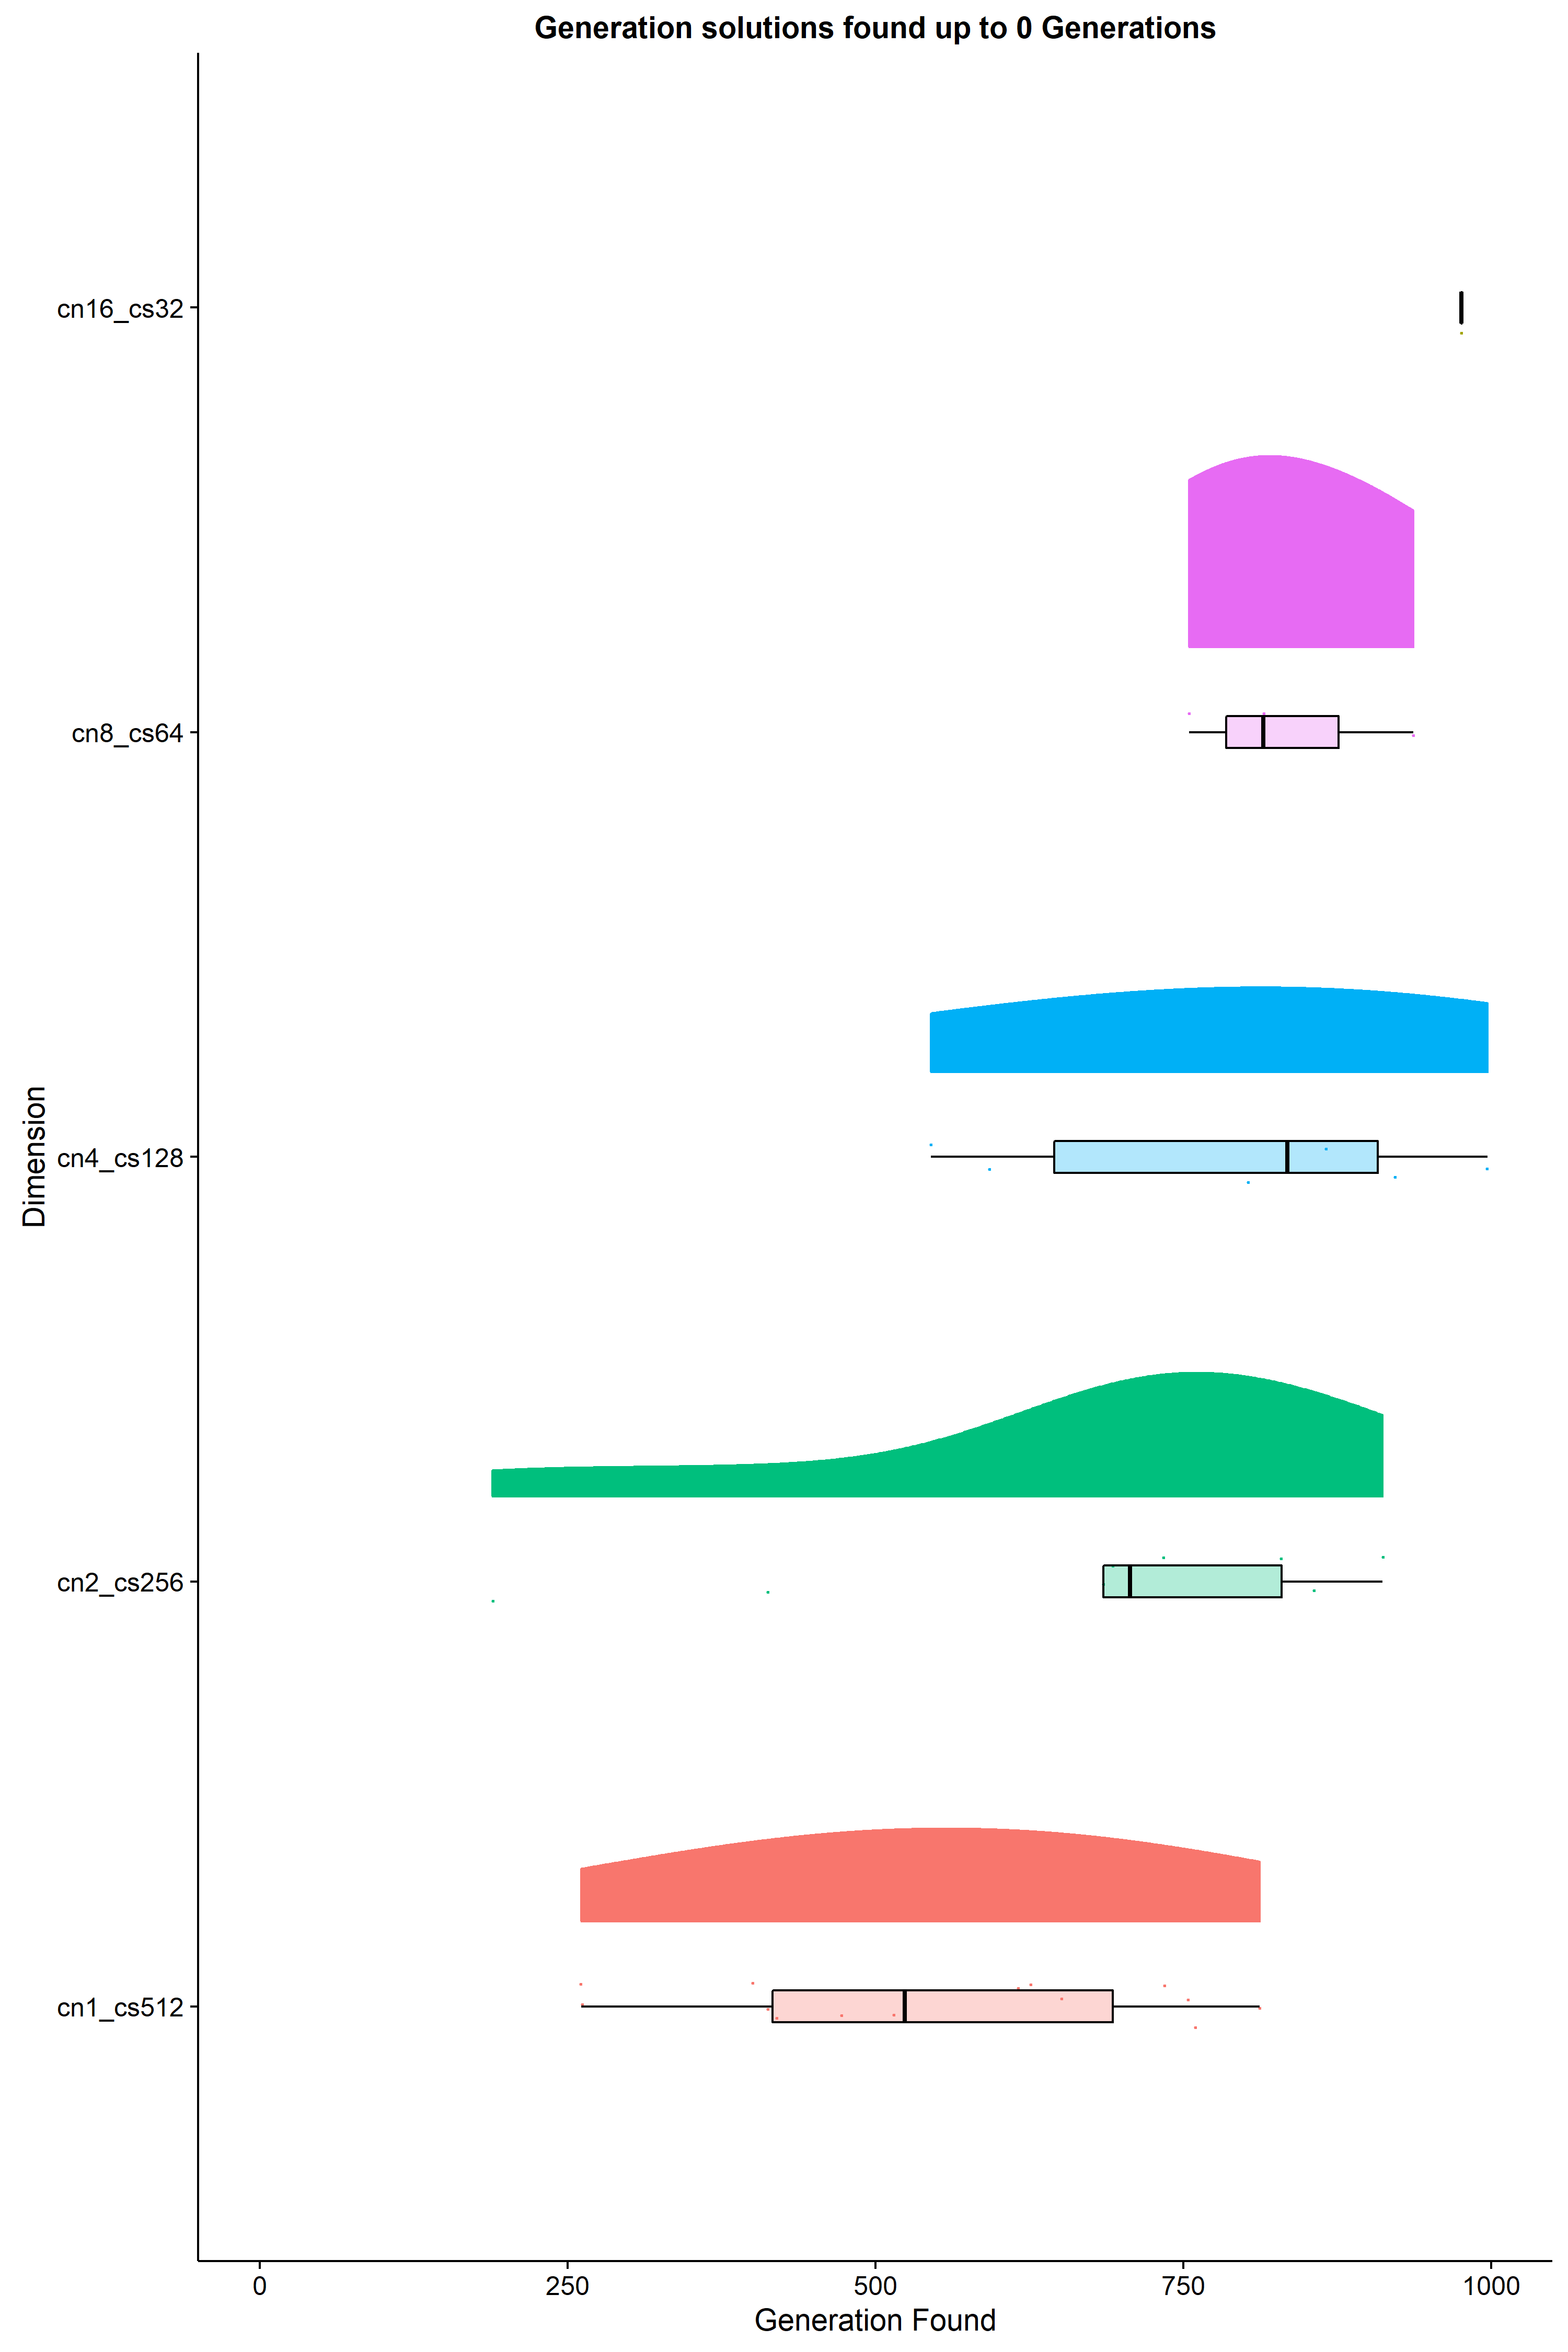 Generation solutions found up to 0 Generations
cn16_cs32
cn8_cs64
cn4_cs128
cn2_cs256
cn1_cs512
Dimension
0 250 500 750 1000
Generation Found